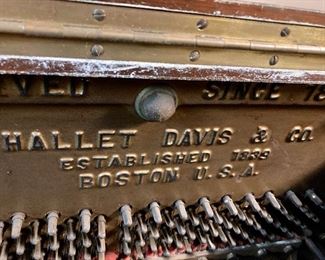 SINCE
HALLET DAVIS & CO.
ESTABLISHED 1839
BOSTON U.S.A.